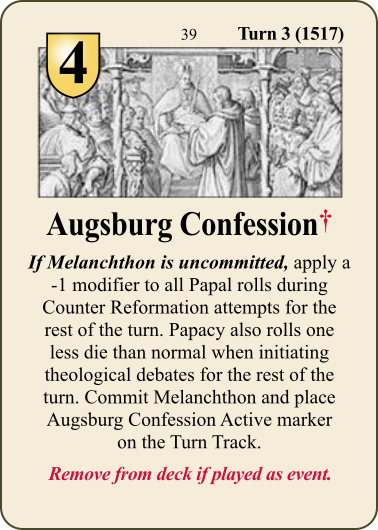 4
39
Turn 3 (1517)
Augsburg Confession†
If Melanchthon is uncommitted, apply a
-1 modifier to all Papal rolls during
Counter Reformation attempts for the
rest of the turn. Papacy also rolls one
less die than normal when initiating
theological debates for the rest of the
turn. Commit Melanchthon and place
Augsburg Confession Active marker
on the Turn Track.
Remove from deck if played as event.